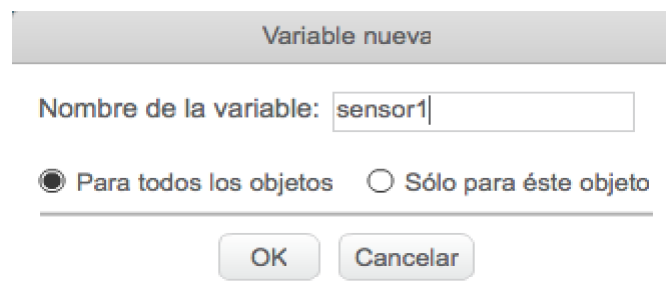 Variable nueva
Nombre de la variable: sensor1
Para todos los objetos Sólo para éste objeto
OK Cancelar